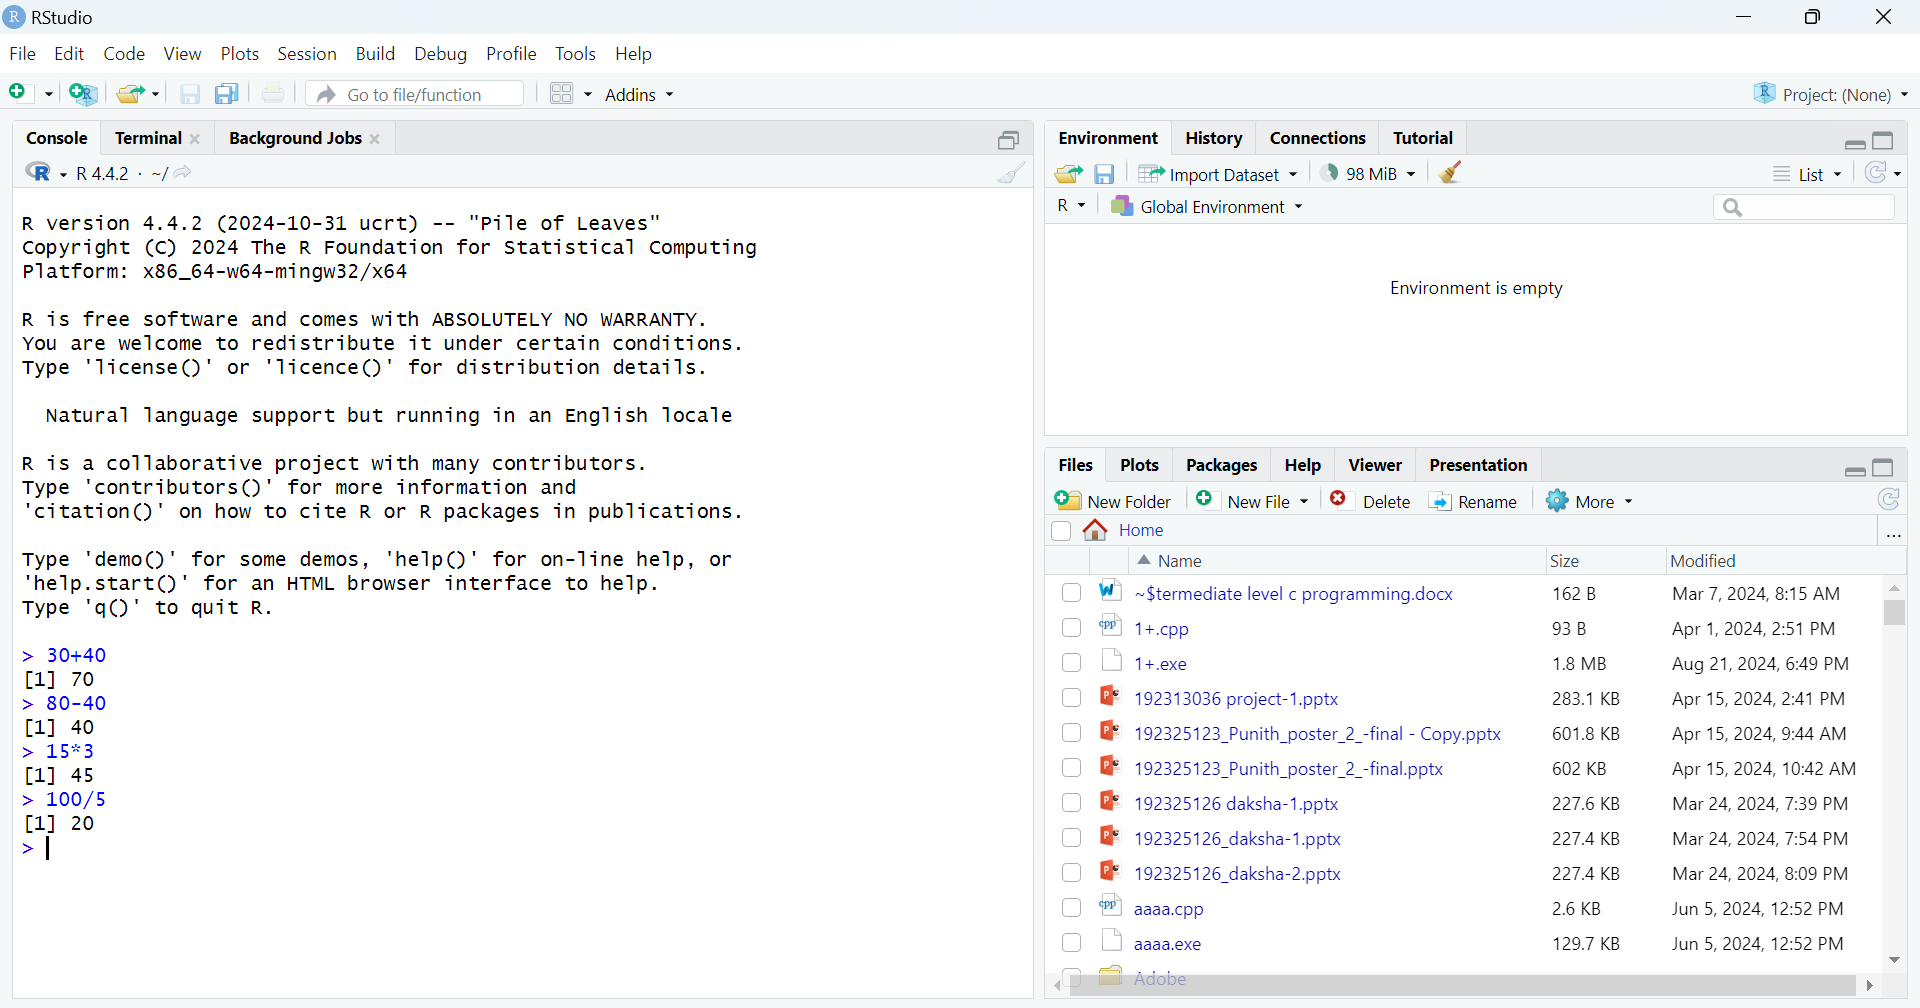 RStudio
File Edit Code View Plots Session Build Debug Profile Tools Help
Go to file/function Addins Project: (None)
Console Terminal Background Jobs
R 4.4.2 · ~/
R version 4.4.2 (2024-10-31 ucrt) -- "Pile of Leaves"
Copyright (C) 2024 The R Foundation for Statistical Computing
Platform: x86_64-w64-mingw32/x64
R is free software and comes with ABSOLUTELY NO WARRANTY.
You are welcome to redistribute it under certain conditions.
Type 'license()' or 'licence()' for distribution details.
Natural language support but running in an English locale
R is a collaborative project with many contributors.
Type 'contributors()' for more information and
'citation()' on how to cite R or R packages in publications.
Type 'demo()' for some demos, 'help()' for on-line help, or
'help.start()' for an HTML browser interface to help.
Type 'q()' to quit R.
> 30+40
[1] 70
> 80-40
[1] 40
> 15*3
[1] 45
> 100/5
[1] 20
>
Environment History Connections Tutorial
Import Dataset 98 MiB List
R Global Environment
Environment is empty
Files Plots Packages Help Viewer Presentation
New Folder New File Delete Rename More
Home ...
Name Size Modified
~$termediate level c programming.docx 162 B Mar 7, 2024, 8:15 AM
1+.cpp 93 B Apr 1, 2024, 2:51 PM
1+.exe 1.8 MB Aug 21, 2024, 6:49 PM
192313036 project-1.pptx 283.1 KB Apr 15, 2024, 2:41 PM
192325123_Punith_poster_2_-final - Copy.pptx 601.8 KB Apr 15, 2024, 9:44 AM
192325123_Punith_poster_2_-final.pptx 602 KB Apr 15, 2024, 10:42 AM
192325126 daksha-1.pptx 227.6 KB Mar 24, 2024, 7:39 PM
192325126_daksha-1.pptx 227.4 KB Mar 24, 2024, 7:54 PM
192325126_daksha-2.pptx 227.4 KB Mar 24, 2024, 8:09 PM
aaaa.cpp 2.6 KB Jun 5, 2024, 12:52 PM
aaaa.exe 129.7 KB Jun 5, 2024, 12:52 PM
Adobe